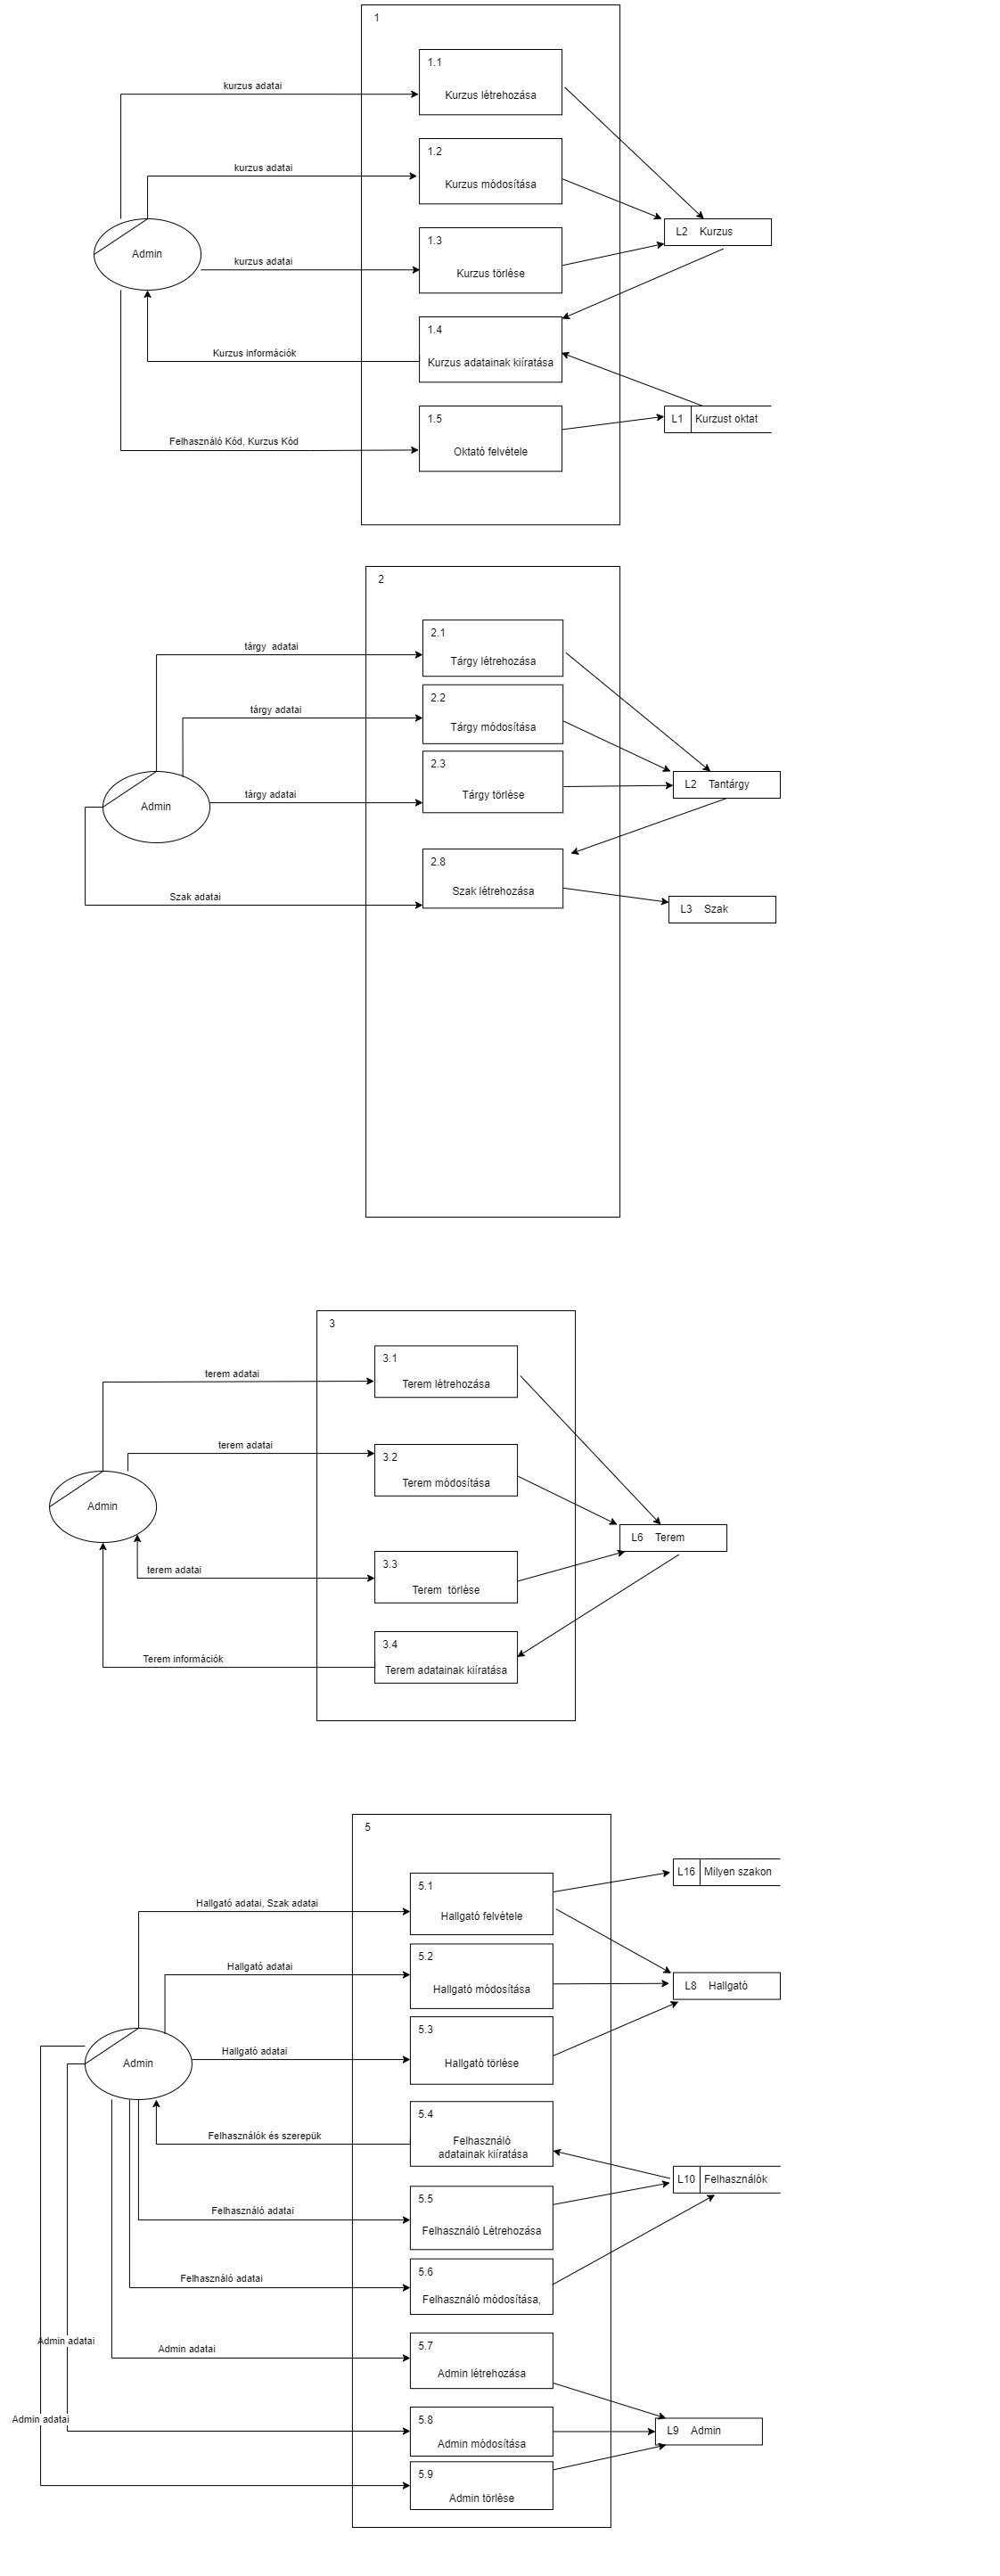 1
1.1
kurzus adatai
Kurzus létrehozása
1.2
kurzus adatai
Kurzus módosítása
L2 Kurzus
1.3
Admin
kurzus adatai
Kurzus törlése
1.4
Kurzus információk
Kurzus adatainak kiíratása
1.5
L1 Kurzust oktat
Felhasználó Kód, Kurzus Kód
Oktató felvétele
2
2.1
tárgy adatai
Tárgy létrehozása
2.2
tárgy adatai
Tárgy módosítása
2.3
L2 Tantárgy
tárgy adatai
Tárgy törlése
Admin
2.8
Szak adatai
Szak létrehozása
L3 Szak
3
3.1
terem adatai
Terem létrehozása
terem adatai
3.2
Terem módosítása
Admin
L6 Terem
3.3
terem adatai
Terem törlése
3.4
Terem információk
Terem adatainak kiíratása
5
L16 Milyen szakon
5.1
Hallgató adatai, Szak adatai
Hallgató felvétele
5.2
Hallgató adatai
Hallgató módosítása
L8 Hallgató
5.3
Hallgató adatai
Admin
Hallgató törlése
5.4
Felhasználók és szerepük
Felhasználó
adatainak kiíratása
L10 Felhasználók
5.5
Felhasználó adatai
Felhasználó Létrehozása
5.6
Felhasználó adatai
Felhasználó módosítása,
Admin adatai
5.7
Admin adatai
Admin létrehozása
5.8
Admin adatai
L9 Admin
Admin módosítása
5.9
Admin törlése